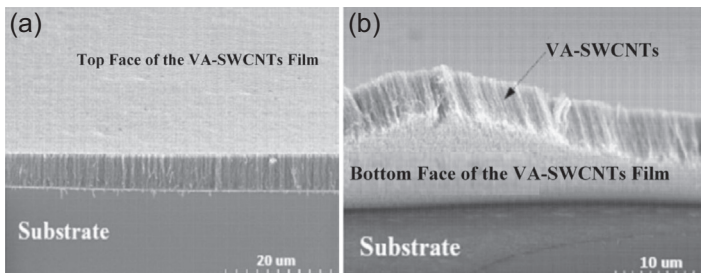 (a)
Top Face of the VA-SWCNTs Film
Substrate
20 um
(b)
VA-SWCNTs
Bottom Face of the VA-SWCNTs Film
Substrate
10 um